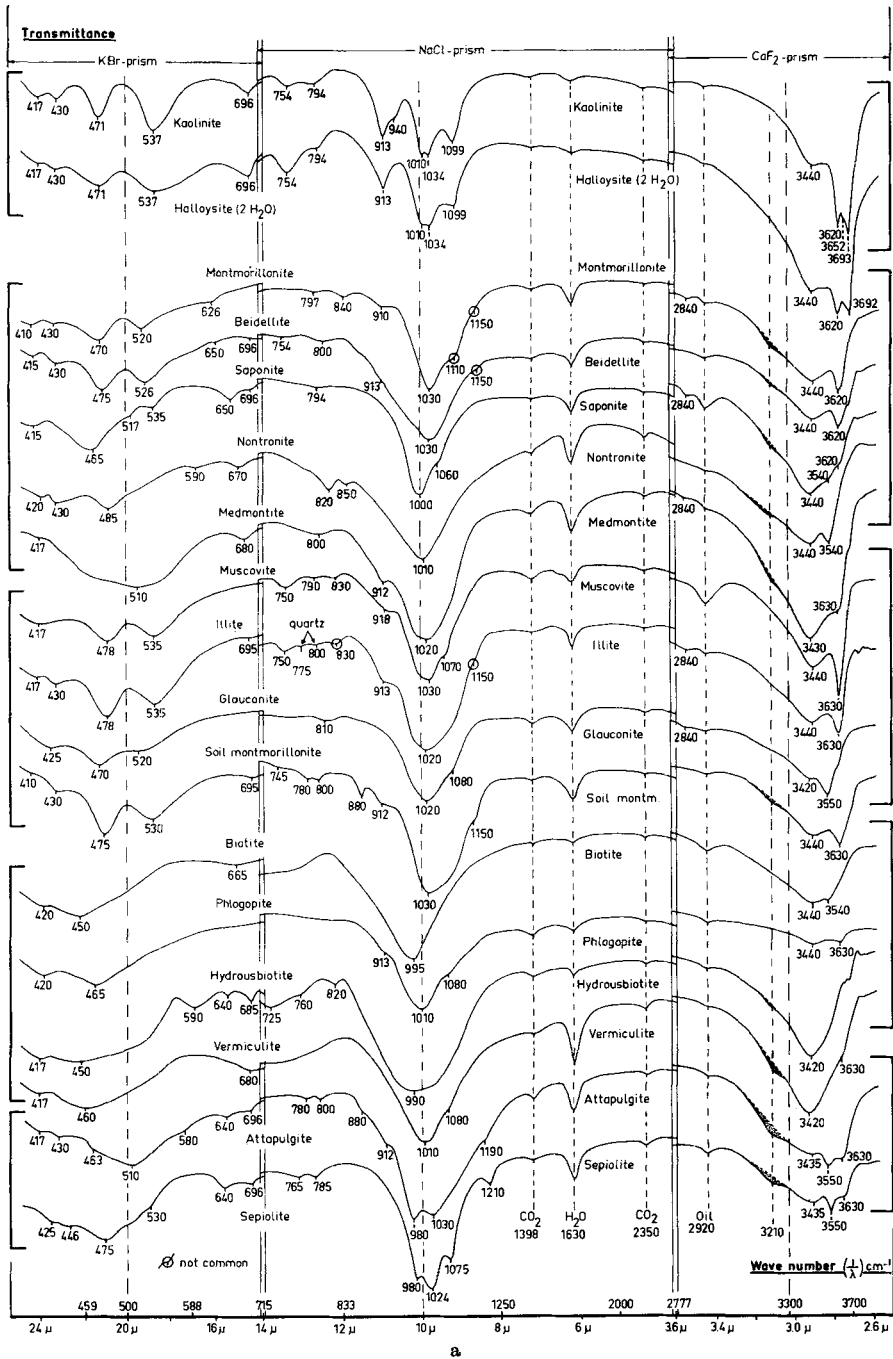 Transmittance
KBr-prism NaCl-prism CaF2-prism
417 430 471 537 696 754 794 913 940 1010 1034 1099 3440 3620 3652 3693
Kaolinite Kaolinite
417 430 471 537 696 754 794 913 1010 1034 1099 3440 3620 3692
Halloysite (2 H2O) Halloysite (2 H2O)
Montmorillonite Montmorillonite
410 430 470 520 626 797 840 910 1030 1110 1150 2840 3440 3620
Beidellite Beidellite
415 430 475 526 650 696 754 800 913 1030 1150 3440 3620
Saponite Saponite
415 465 517 535 650 696 794 1000 1060 2840 3440 3540 3620
Nontronite Nontronite
420 430 485 590 670 820 850 1010 3440 3540
Medmontite Medmontite
417 510 680 800 912 1020 2840 3430 3630
Muscovite Muscovite
417 478 535 750 790 830 918 1030 1070 3440 3630
Illite quartz Illite
417 430 478 535 695 750 775 800 830 913 1020 1150 2840 3440 3630
Glauconite Glauconite
425 470 520 810 1020 1080 2840 3420 3550
Soil montmorillonite Soil montm.
410 430 475 530 695 745 780 800 880 912 1030 1150 3440 3630
Biotite Biotite
420 450 665 995 3440 3540
Phlogopite Phlogopite
420 465 913 1010 1080 3440 3630
Hydrousbiotite Hydrousbiotite
417 450 590 640 685 725 760 820 990 3420 3630
Vermiculite Vermiculite
417 460 680 1010 1080 3420
Attapulgite Attapulgite
417 430 463 510 580 640 696 780 800 880 912 980 1030 1190 3435 3550 3630
Sepiolite Sepiolite
425 446 475 530 640 696 765 785 980 1024 1075 1210 3435 3550 3630
CO2 H2O CO2 Oil
1398 1630 2350 2920 3210
Ø not common
Wave number (1/λ) cm-1
459 500 588 715 833 1250 2000 2777 3300 3700
24 µ 20 µ 16 µ 14 µ 12 µ 10 µ 8 µ 6 µ 3.6 µ 3.4 µ 3.0 µ 2.6 µ
a